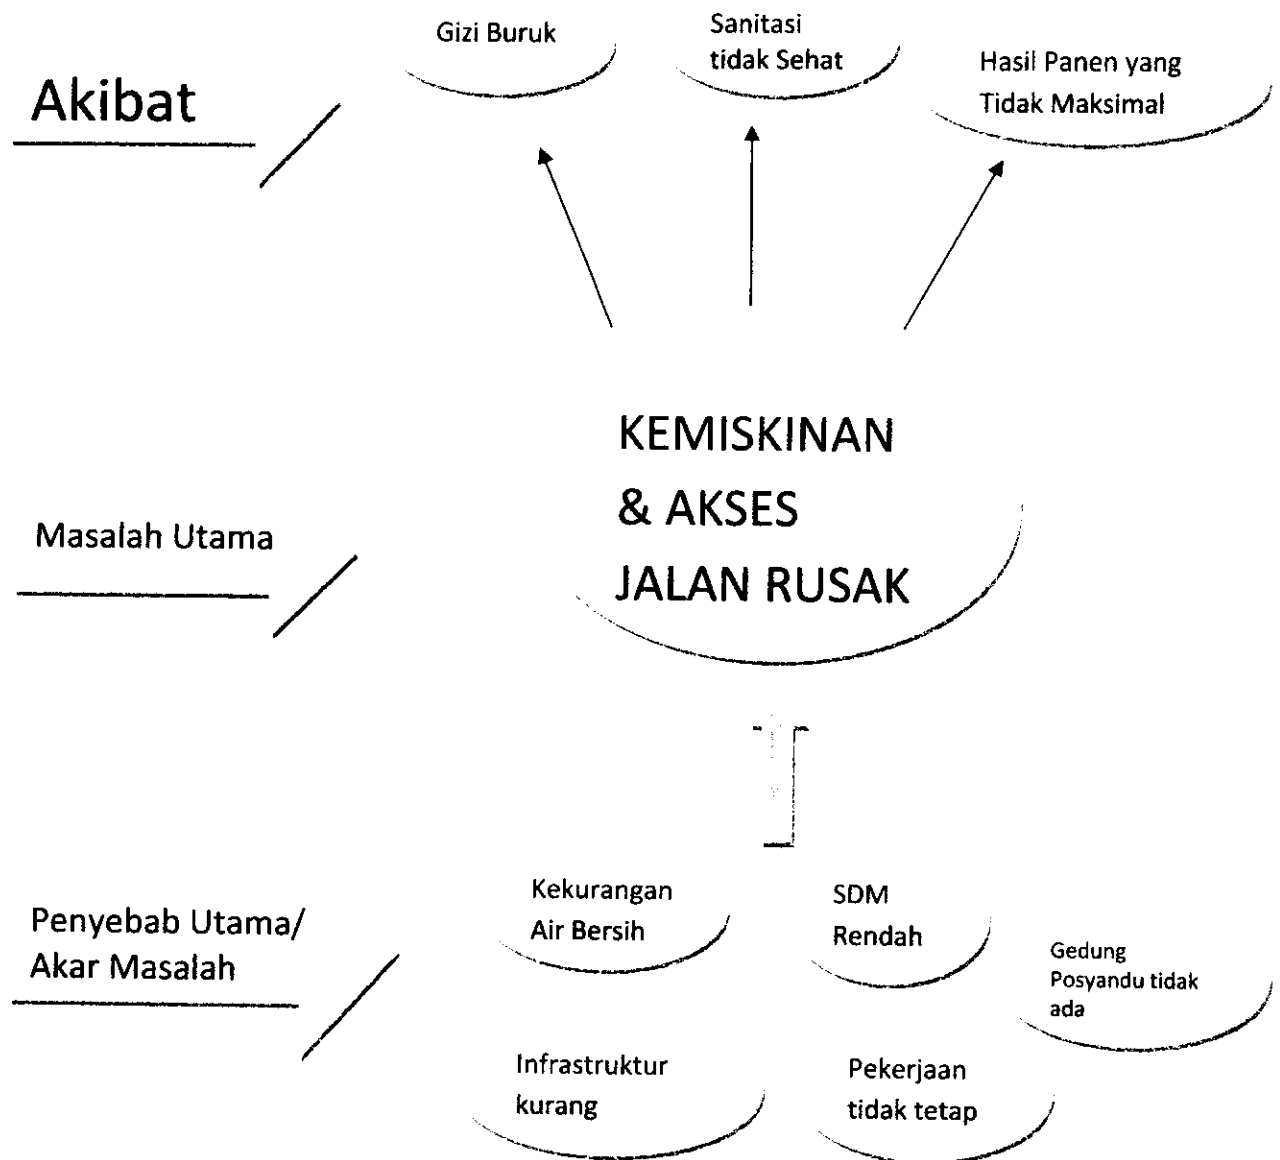 Gizi Buruk
Sanitasi
tidak Sehat
Hasil Panen yang
Tidak Maksimal
Akibat
KEMISKINAN
& AKSES
JALAN RUSAK
Masalah Utama
Kekurangan
Air Bersih
SDM
Rendah
Gedung
Posyandu tidak
ada
Penyebab Utama/
Akar Masalah
Infrastruktur
kurang
Pekerjaan
tidak tetap